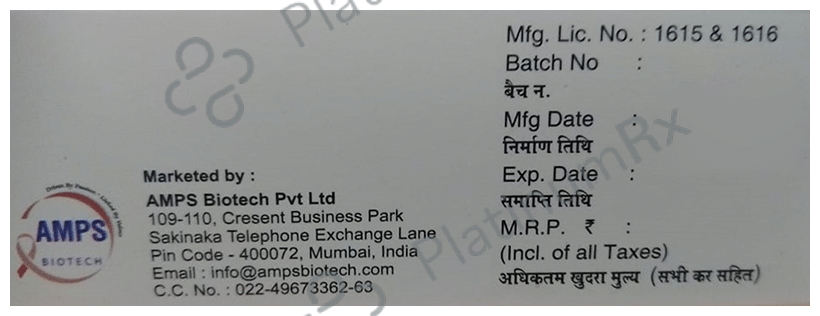 Mfg. Lic. No. : 1615 & 1616
Batch No :
बैच न.
Mfg Date :
निर्माण तिथि
Exp. Date :
समाप्ति तिथि
M.R.P. ₹ :
(Incl. of all Taxes)
अधिकतम खुदरा मुल्य (सभी कर सहित)
Marketed by :
AMPS Biotech Pvt Ltd
109-110, Cresent Business Park
Sakinaka Telephone Exchange Lane
Pin Code - 400072, Mumbai, India
Email : info@ampsbiotech.com
C.C. No. : 022-49673362-63
AMPS
BIOTECH
PlatinumRx